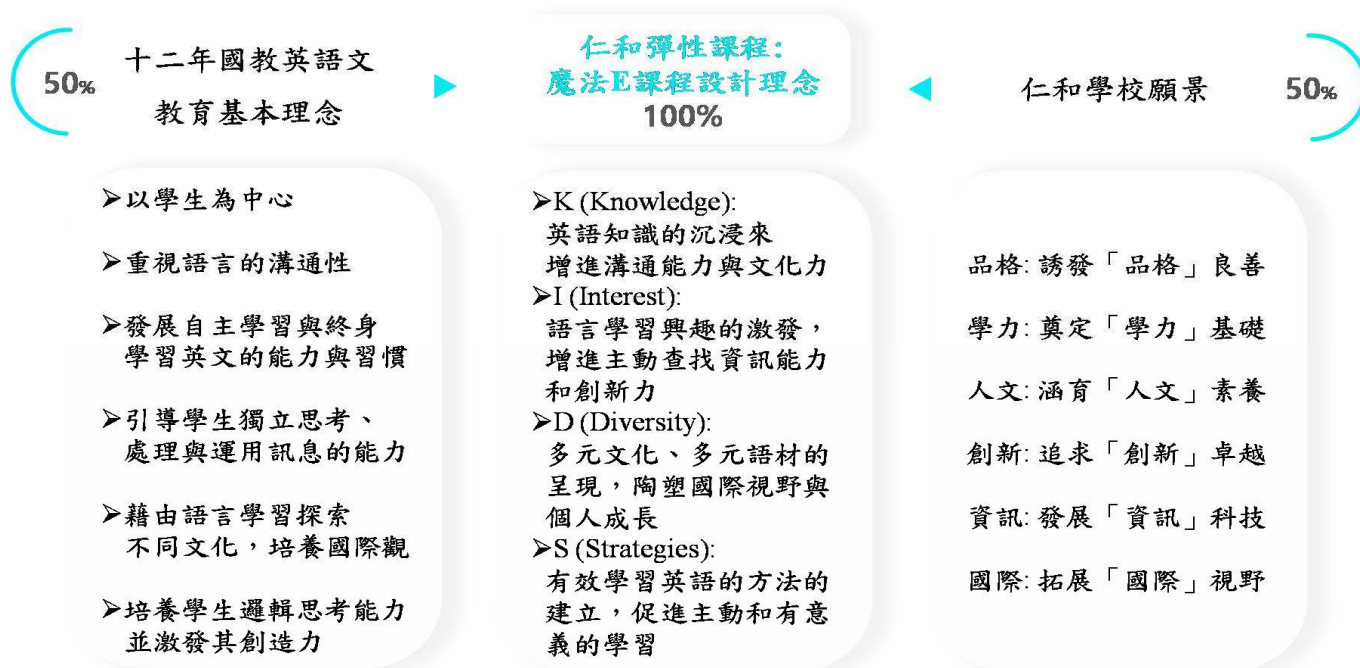 50%
十二年國教英語文
教育基本理念
➢以學生為中心
➢重視語言的溝通性
➢發展自主學習與終身
學習英文的能力與習慣
➢引導學生獨立思考、
處理與運用訊息的能力
➢藉由語言學習探索
不同文化，培養國際觀
➢培養學生邏輯思考能力
並激發其創造力
仁和彈性課程:
魔法E課程設計理念
100%
➢K (Knowledge):
英語知識的沉浸來
增進溝通能力與文化力
➢I (Interest):
語言學習興趣的激發，
增進主動查找資訊能力
和創新力
➢D (Diversity):
多元文化、多元語材的
呈現，陶塑國際視野與
個人成長
➢S (Strategies):
有效學習英語的方法的
建立，促進主動和有意
義的學習
仁和學校願景
50%
品格: 誘發「品格」良善
學力: 奠定「學力」基礎
人文: 涵育「人文」素養
創新: 追求「創新」卓越
資訊: 發展「資訊」科技
國際: 拓展「國際」視野